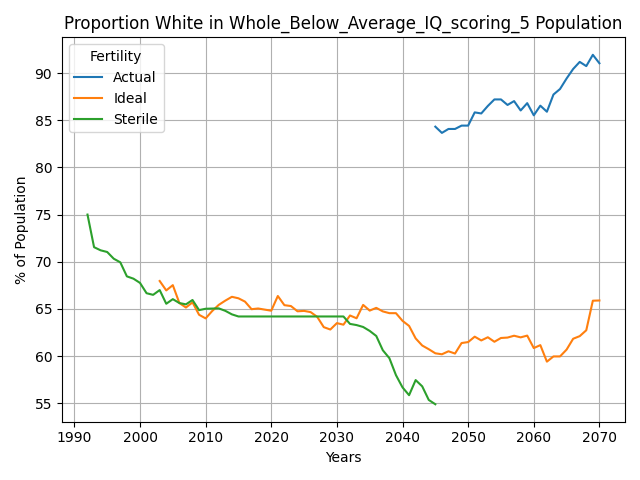 Proportion White in Whole_Below_Average_IQ_scoring_5 Population
Fertility
Actual
Ideal
Sterile
90
85
80
75
70
65
60
55
% of Population
1990
2000
2010
2020
2030
2040
2050
2060
2070
Years